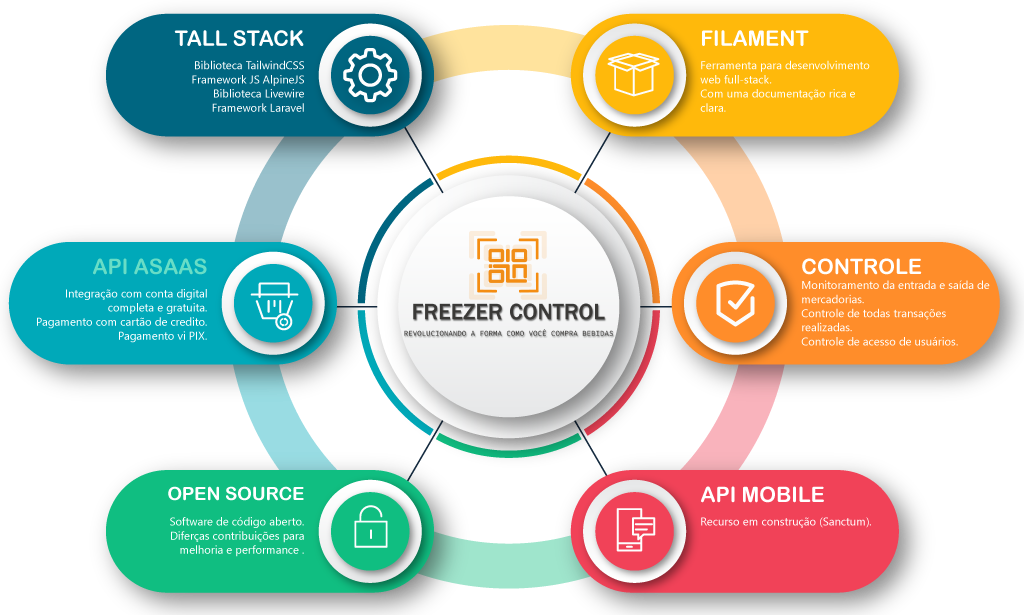 TALL STACK
Biblioteca TailwindCSS
Framework JS AlpineJS
Biblioteca Livewire
Framework Laravel
FILAMENT
Ferramenta para desenvolvimento
web full-stack.
Com uma documentação rica e
clara.
API ASAAS
Integração com conta digital
completa e gratuita.
Pagamento com cartão de credito.
Pagamento vi PIX.
FREEZER CONTROL
REVOLUCIONANDO A FORMA COMO VOCÊ COMPRA BEBIDAS
CONTROLE
Monitoramento da entrada e saída de
mercadorias.
Controle de todas transações
realizadas.
Controle de acesso de usuários.
OPEN SOURCE
Software de código aberto.
Diferças contribuições para
melhoria e performance .
API MOBILE
Recurso em construção (Sanctum).